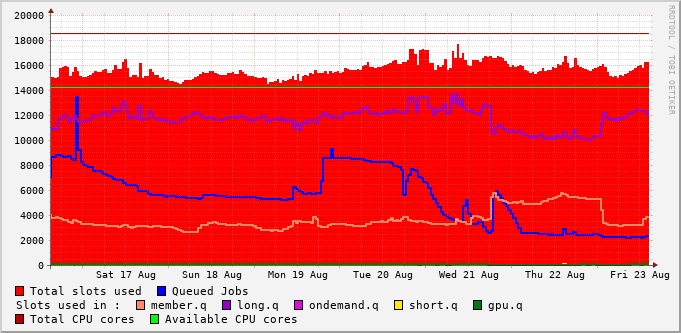 RRDTOOL / TOBI OETIKER
20000
18000
16000
14000
12000
10000
8000
6000
4000
2000
0
Sat 17 Aug Sun 18 Aug Mon 19 Aug Tue 20 Aug Wed 21 Aug Thu 22 Aug Fri 23 Aug
Total slots used Queued Jobs
Slots used in : member.q long.q ondemand.q short.q gpu.q
Total CPU cores Available CPU cores